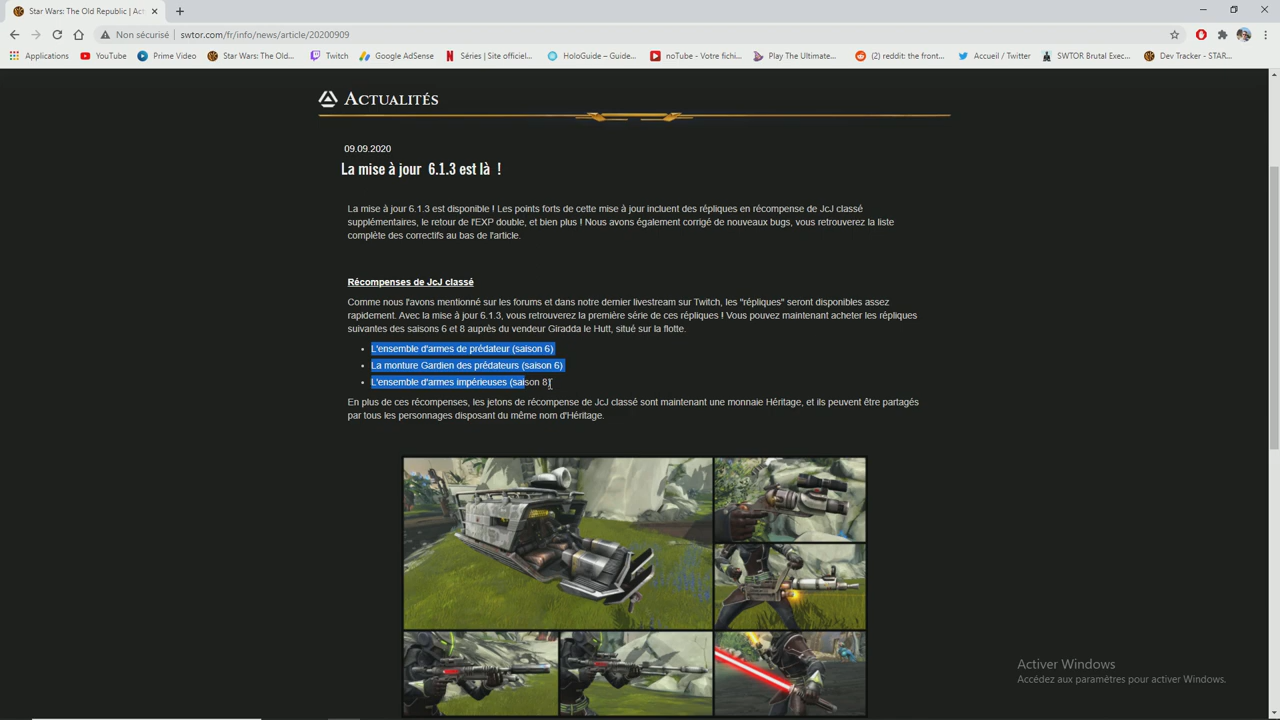 Star Wars: The Old Republic | Act
Non sécurisé | swtor.com/fr/info/news/article/20200909
Applications YouTube Prime Video Star Wars: The Old... Twitch Google AdSense Séries | Site officiel... HoloGuide – Guide... noTube - Votre fichi... Play The Ultimate... (2) reddit: the front... Accueil / Twitter SWTOR Brutal Exec... Dev Tracker - STAR...
Actualités
09.09.2020
La mise à jour 6.1.3 est là !
La mise à jour 6.1.3 est disponible ! Les points forts de cette mise à jour incluent des répliques en récompense de JcJ classé
supplémentaires, le retour de l'EXP double, et bien plus ! Nous avons également corrigé de nouveaux bugs, vous retrouverez la liste
complète des correctifs au bas de l'article.
Récompenses de JcJ classé
Comme nous l'avons mentionné sur les forums et dans notre dernier livestream sur Twitch, les "répliques" seront disponibles assez
rapidement. Avec la mise à jour 6.1.3, vous retrouverez la première série de ces répliques ! Vous pouvez maintenant acheter les répliques
suivantes des saisons 6 et 8 auprès du vendeur Giradda le Hutt, situé sur la flotte.
• L'ensemble d'armes de prédateur (saison 6)
• La monture Gardien des prédateurs (saison 6)
• L'ensemble d'armes impérieuses (saison 8)
En plus de ces récompenses, les jetons de récompense de JcJ classé sont maintenant une monnaie Héritage, et ils peuvent être partagés
par tous les personnages disposant du même nom d'Héritage.
Activer Windows
Accédez aux paramètres pour activer Windows.